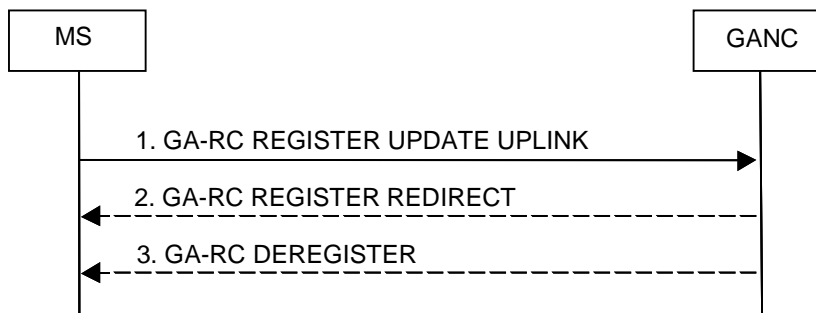 MS
GANC
1. GA-RC REGISTER UPDATE UPLINK
2. GA-RC REGISTER REDIRECT
3. GA-RC DEREGISTER